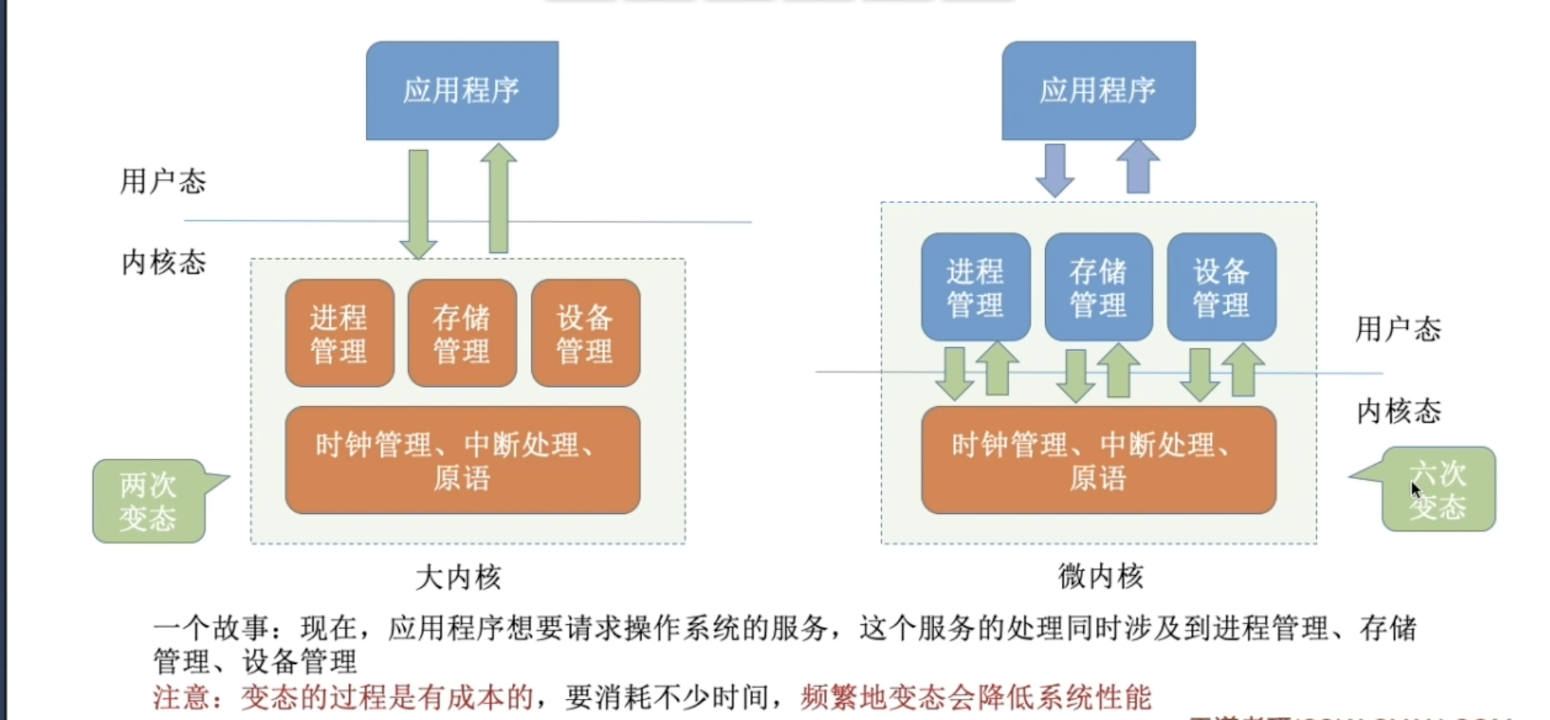 应用程序
应用程序
用户态
内核态
进程
管理
存储
管理
设备
管理
时钟管理、中断处理、
原语
两次
变态
大内核
进程
管理
存储
管理
设备
管理
用户态
内核态
时钟管理、中断处理、
原语
六次
变态
微内核
一个故事：现在，应用程序想要请求操作系统的服务，这个服务的处理同时涉及到进程管理、存储
管理、设备管理
注意：变态的过程是有成本的，要消耗不少时间，频繁地变态会降低系统性能